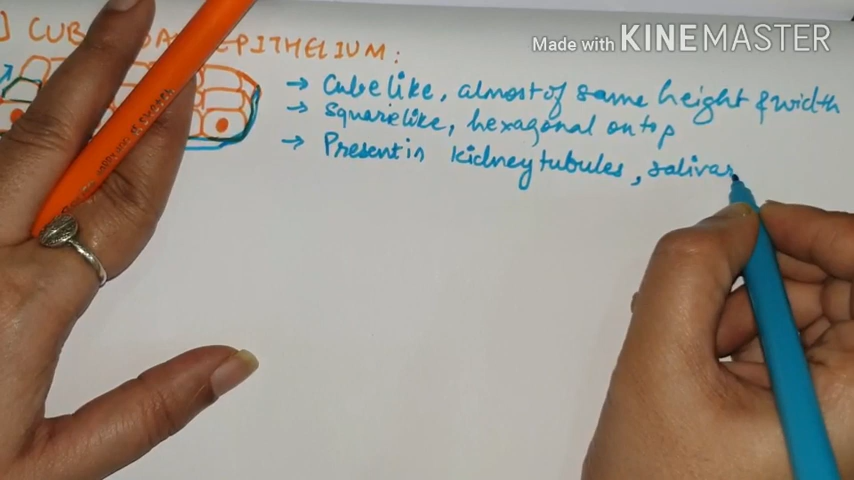 Made with KINEMASTER
] CUB EPITHELIUM:
→ Cube like, almost of same height & width
→ Square like, hexagonal on top
→ Present in kidney tubules, salivar